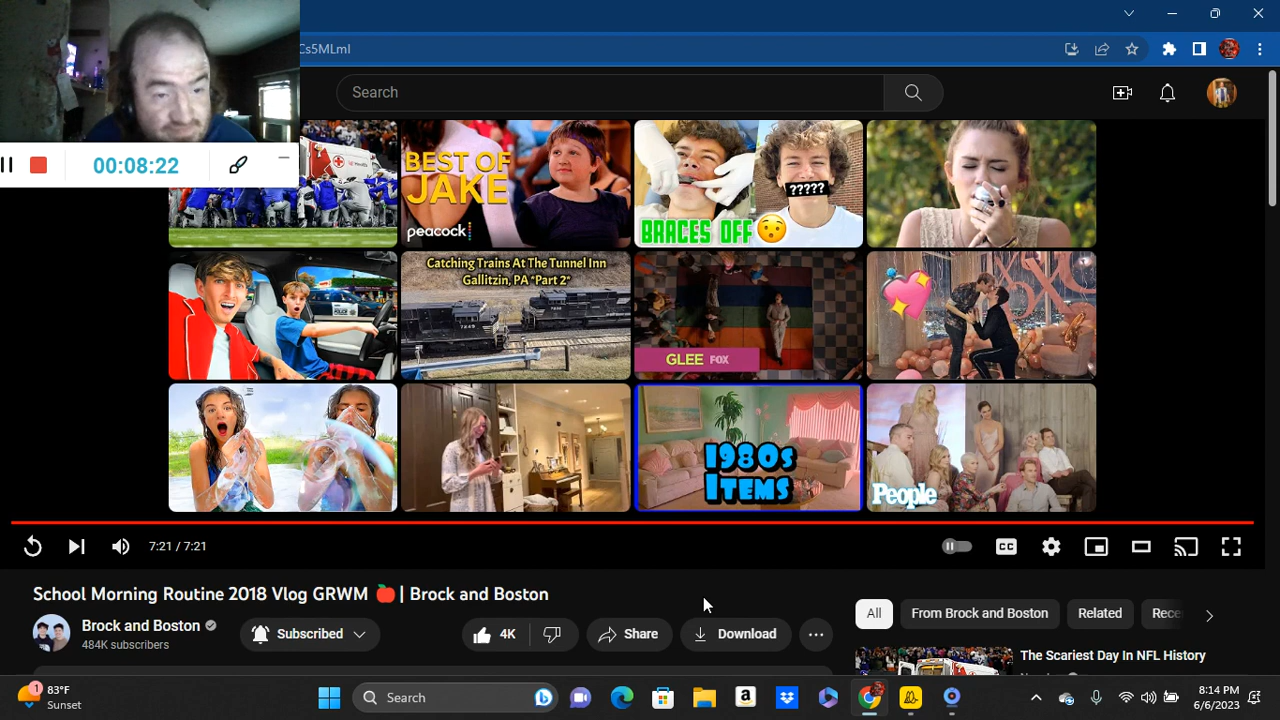 Cs5MLmI
Search
00:08:22
BEST OF
JAKE
peacock
?????
BRACES OFF
Catching Trains At The Tunnel Inn
Gallitzin, PA *Part 2*
GLEE FOX
1980s
Items
People
7:21 / 7:21
CC
School Morning Routine 2018 Vlog GRWM 🍎 | Brock and Boston
Brock and Boston
484K subscribers
Subscribed
4K
Share
Download
All
From Brock and Boston
Related
Rece
The Scariest Day In NFL History
1
83°F
Sunset
Search
8:14 PM
6/6/2023